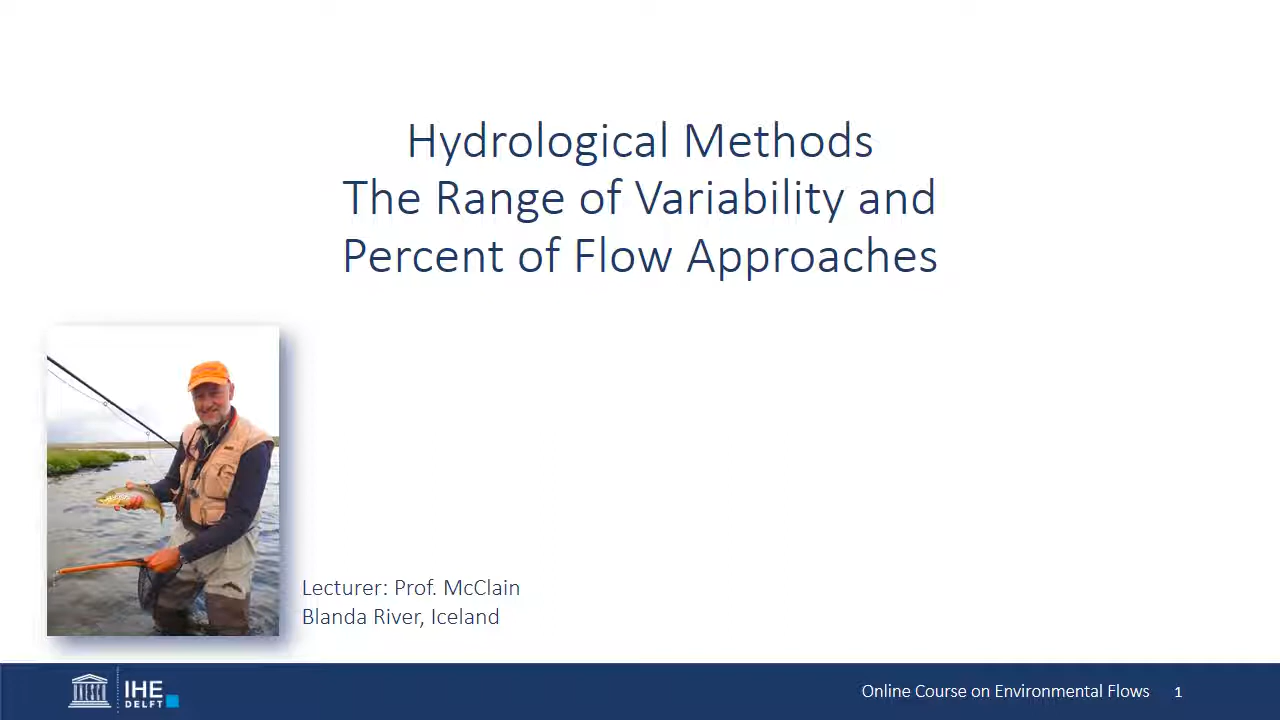 Hydrological Methods
The Range of Variability and
Percent of Flow Approaches
Lecturer: Prof. McClain
Blanda River, Iceland
UNESCO
IHE
DELFT
Online Course on Environmental Flows 1